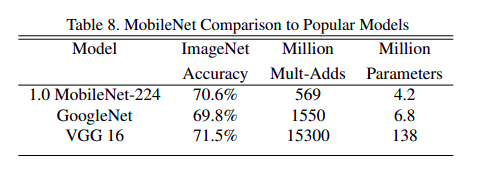 Table 8. MobileNet Comparison to Popular Models
Model ImageNet Million Million
Accuracy Mult-Adds Parameters
1.0 MobileNet-224 70.6% 569 4.2
GoogleNet 69.8% 1550 6.8
VGG 16 71.5% 15300 138